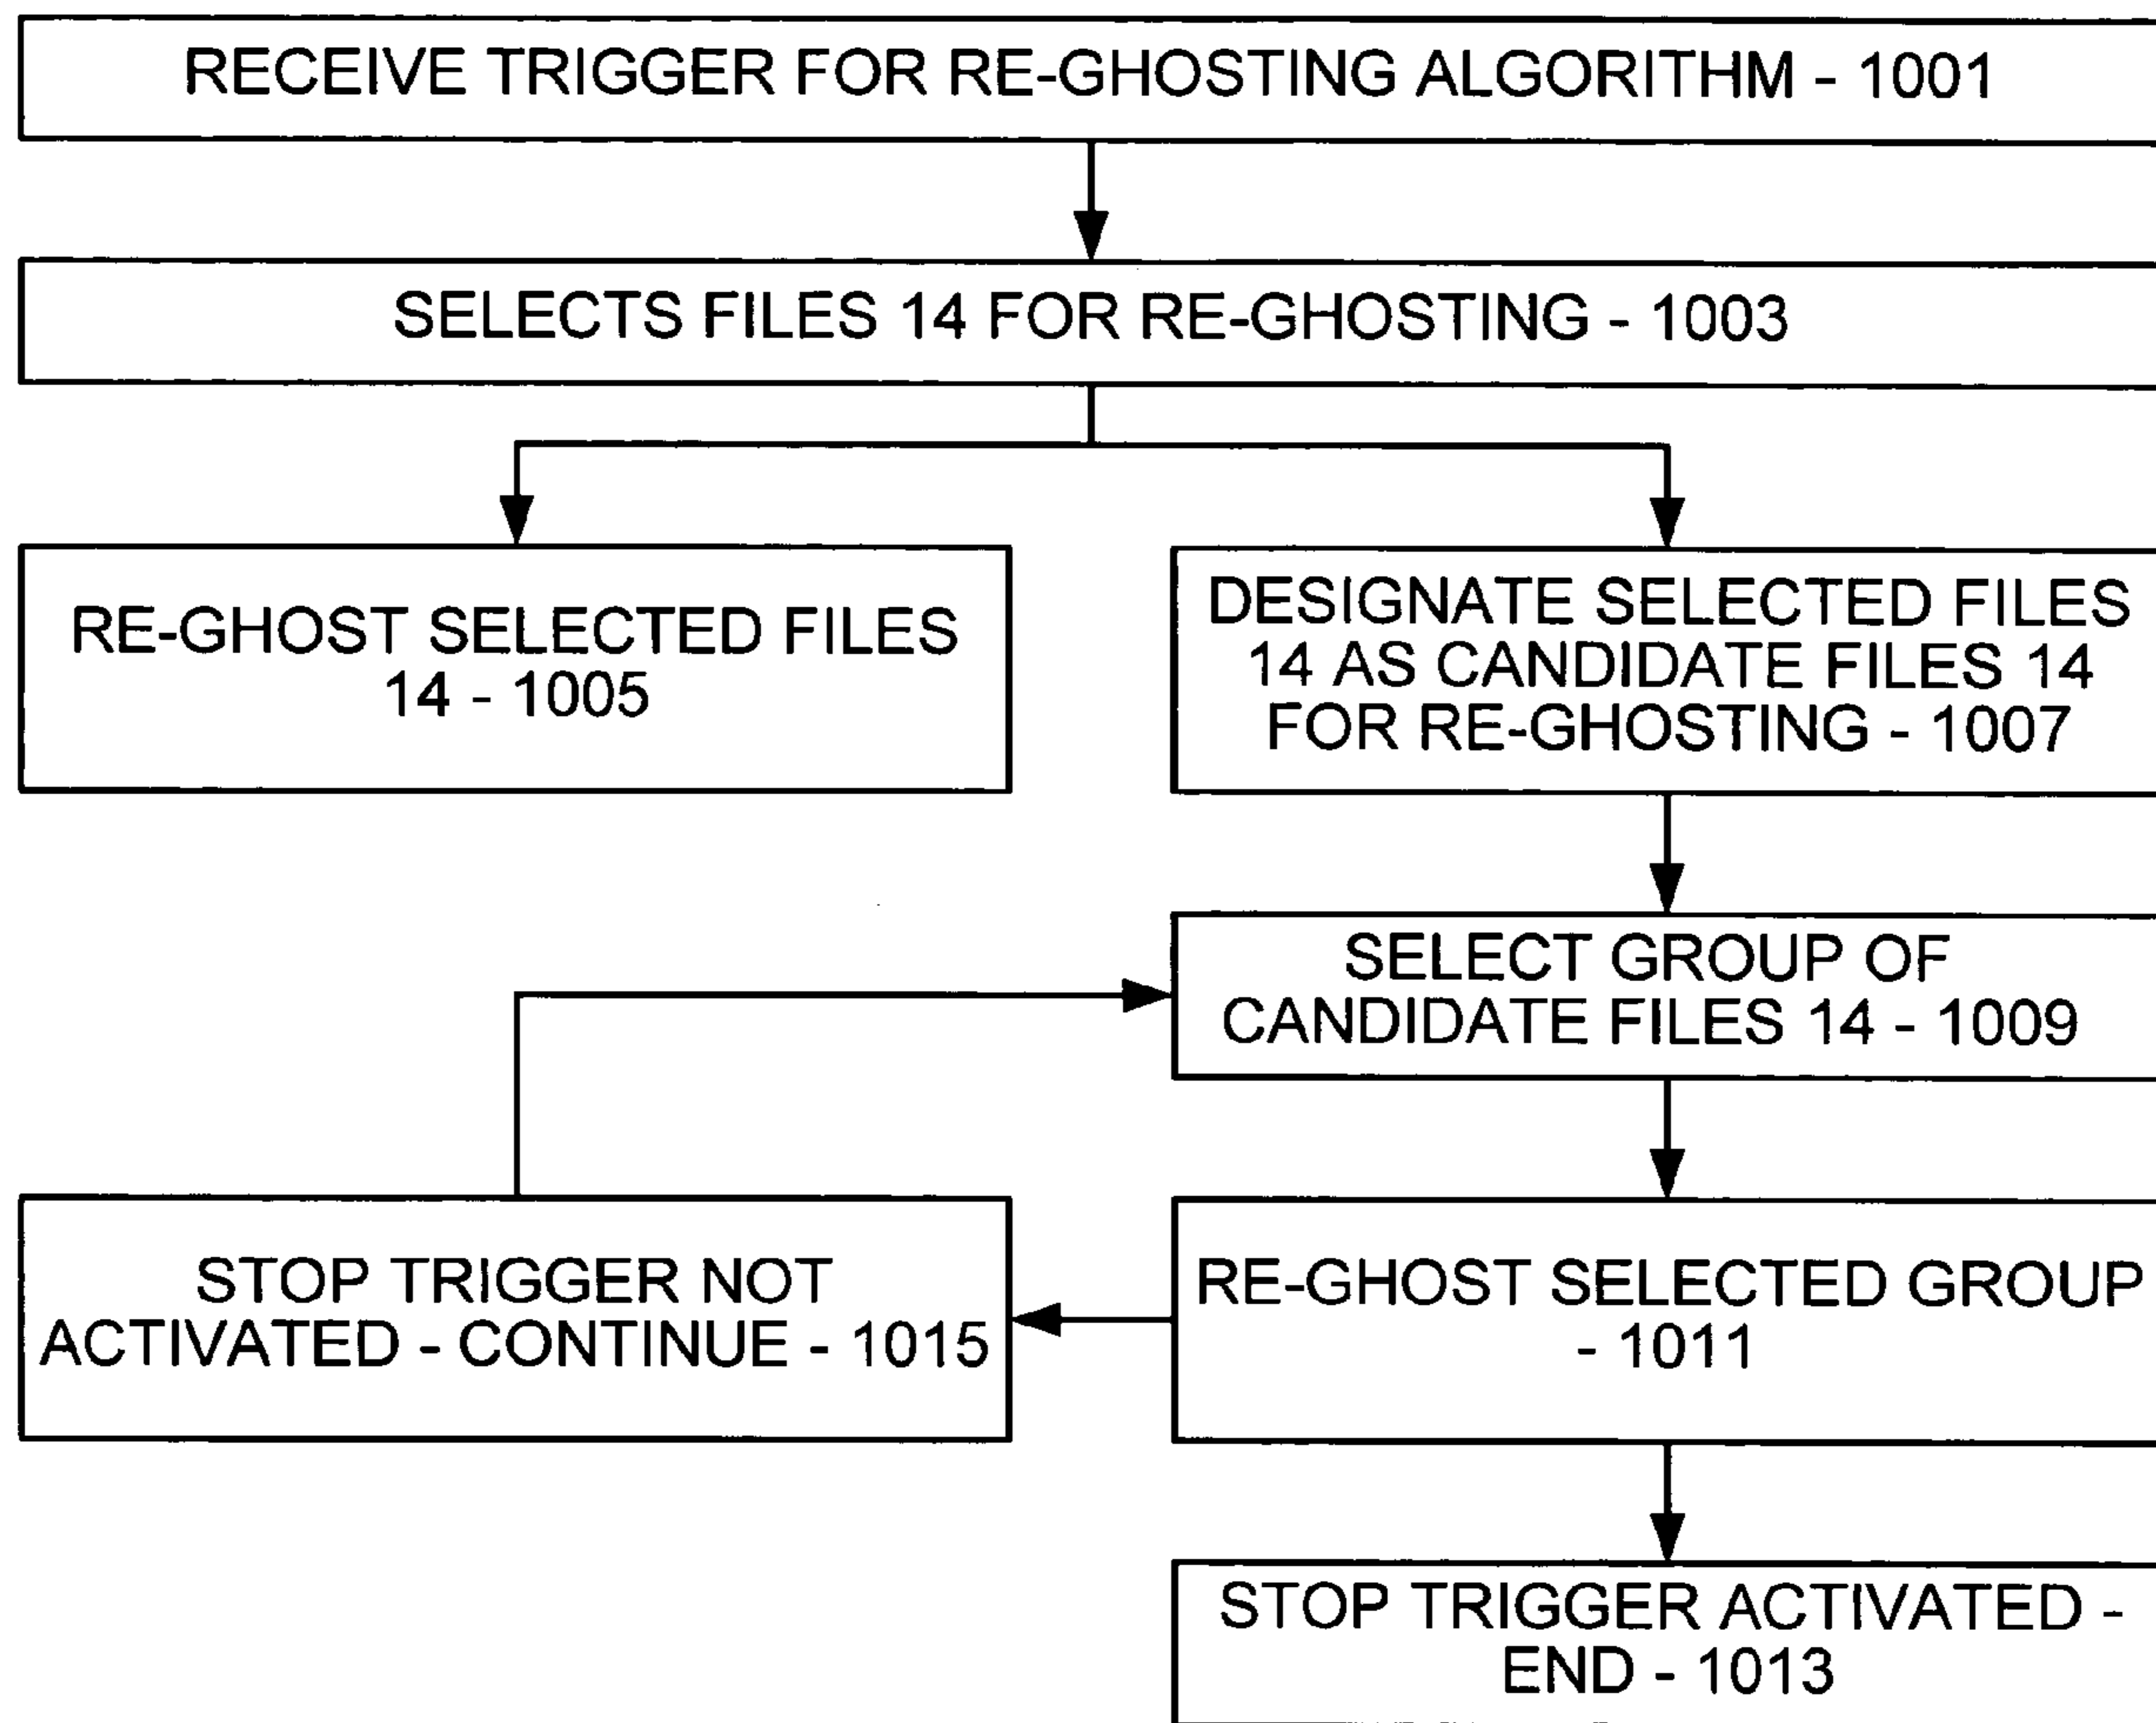 RECEIVE TRIGGER FOR RE-GHOSTING ALGORITHM - 1001
SELECTS FILES 14 FOR RE-GHOSTING - 1003
RE-GHOST SELECTED FILES
14 - 1005
DESIGNATE SELECTED FILES
14 AS CANDIDATE FILES 14
FOR RE-GHOSTING - 1007
SELECT GROUP OF
CANDIDATE FILES 14 - 1009
STOP TRIGGER NOT
ACTIVATED - CONTINUE - 1015
RE-GHOST SELECTED GROUP
- 1011
STOP TRIGGER ACTIVATED -
END - 1013